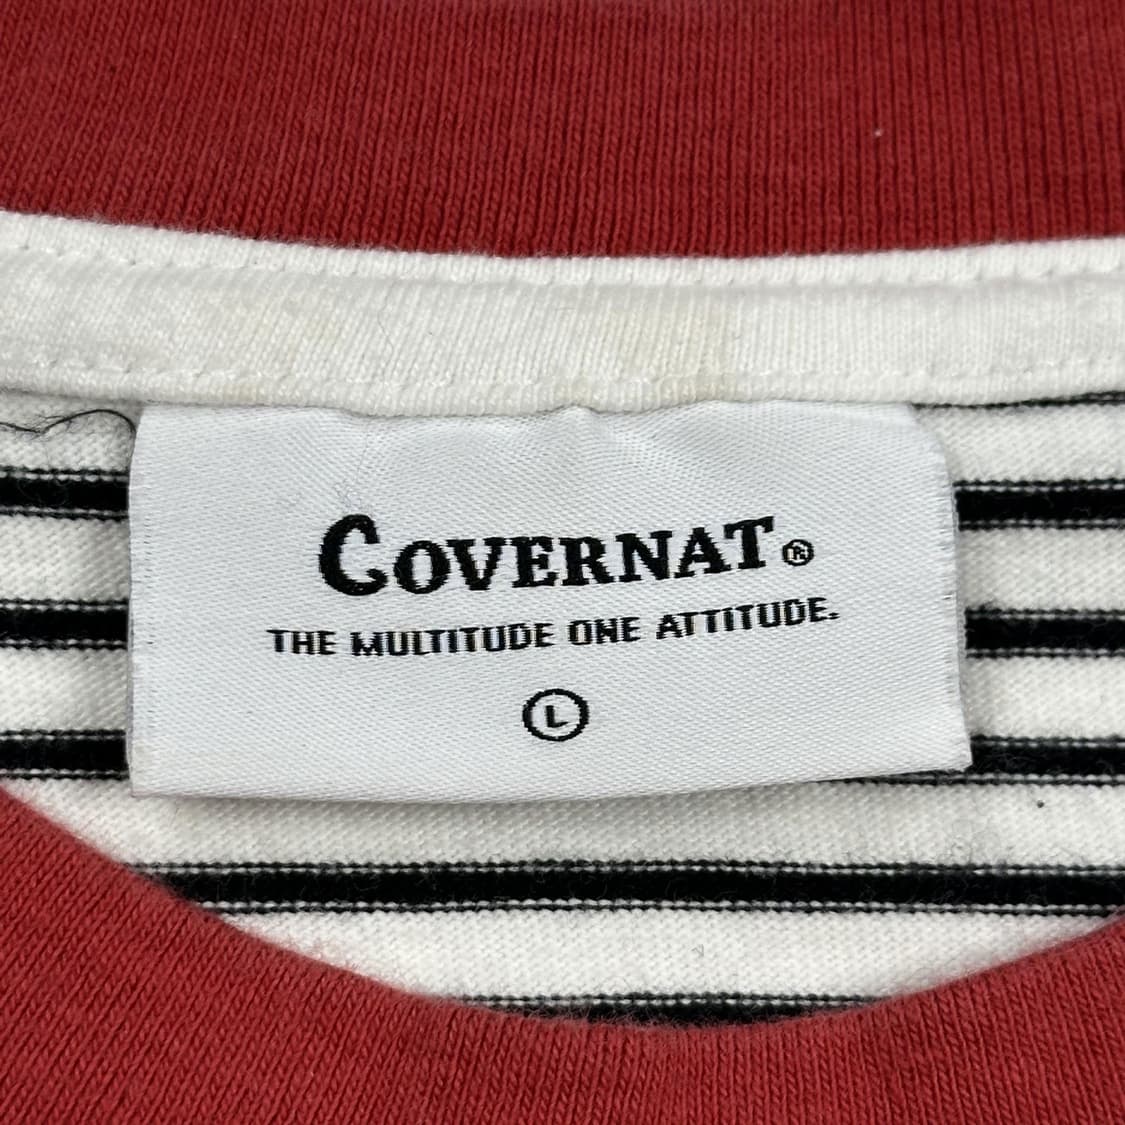 COVERNAT®
THE MULTITUDE ONE ATTITUDE.
L